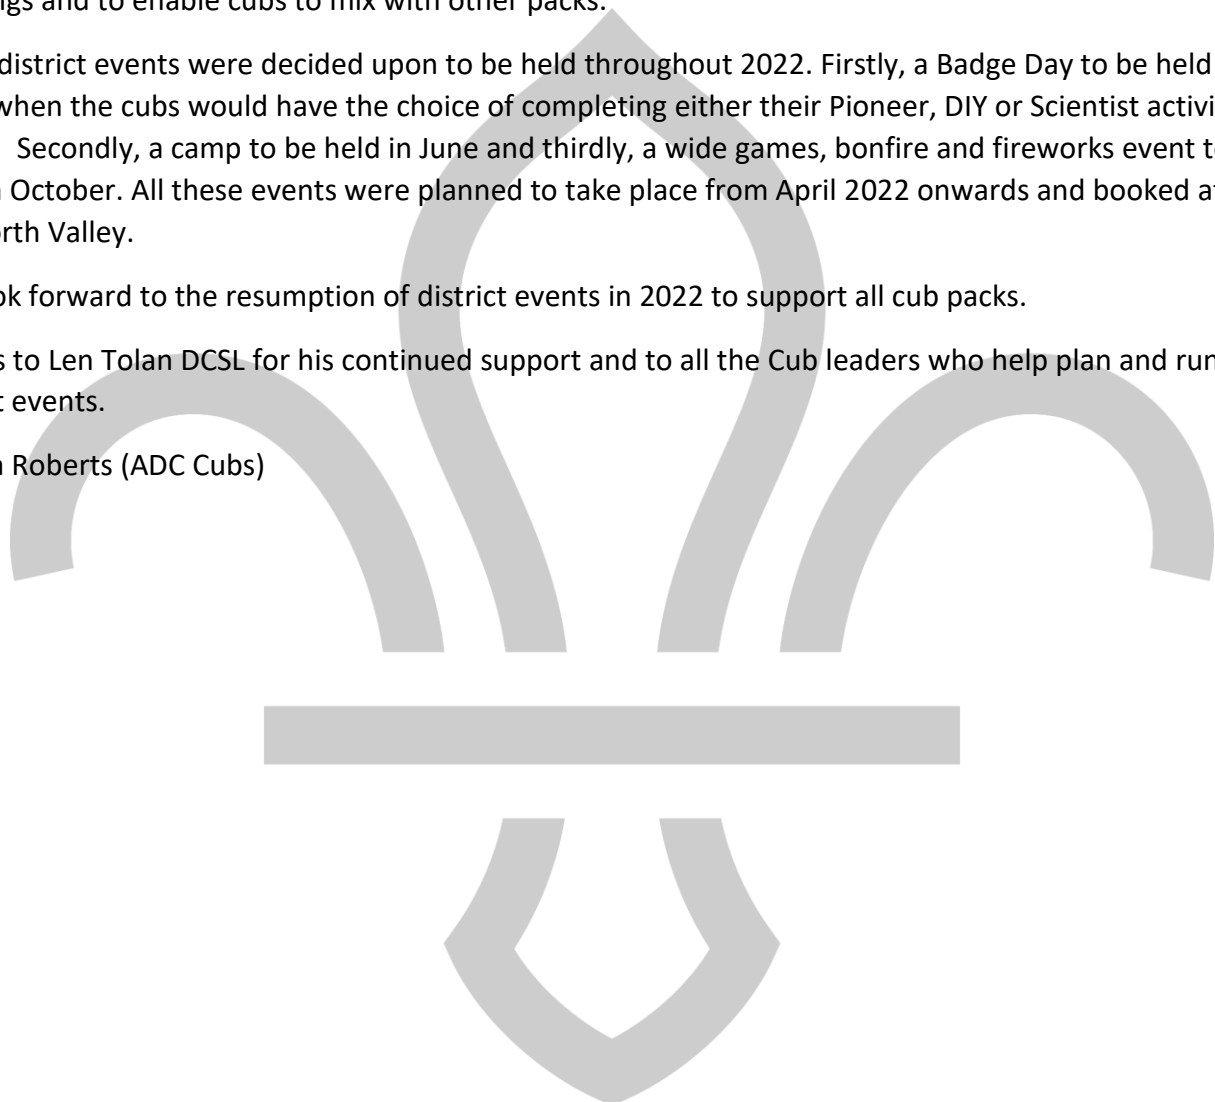 ngs and to enable cubs to mix with other packs.
district events were decided upon to be held throughout 2022. Firstly, a Badge Day to be held
when the cubs would have the choice of completing either their Pioneer, DIY or Scientist activi
Secondly, a camp to be held in June and thirdly, a wide games, bonfire and fireworks event t
October. All these events were planned to take place from April 2022 onwards and booked a
orth Valley.
ok forward to the resumption of district events in 2022 to support all cub packs.
s to Len Tolan DCSL for his continued support and to all the Cub leaders who help plan and run
t events.
Roberts (ADC Cubs)